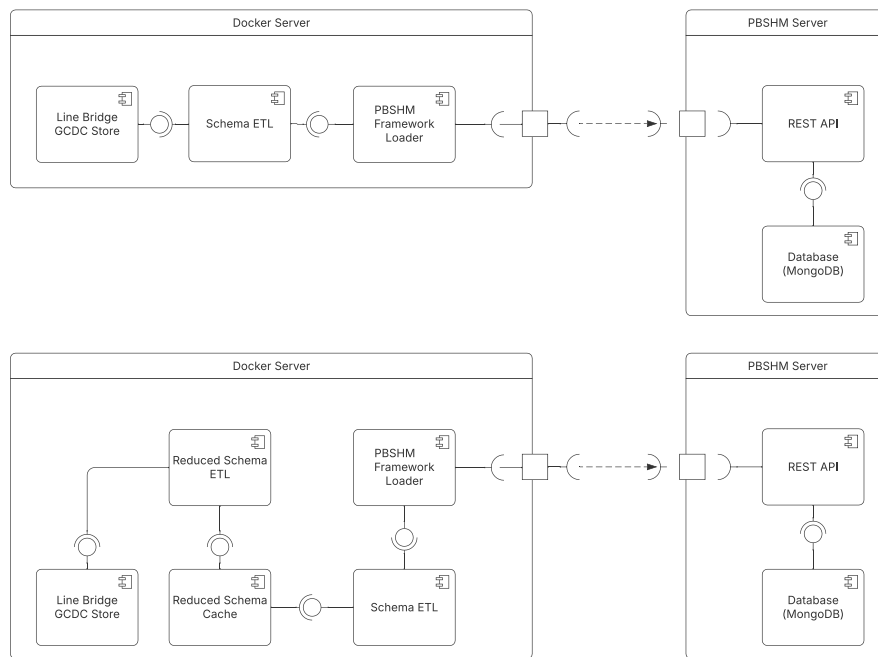 Docker Server
PBSHM Server
Line Bridge
GCDC Store
Schema ETL
PBSHM
Framework
Loader
REST API
Database
(MongoDB)
Docker Server
PBSHM Server
Reduced Schema
ETL
PBSHM
Framework
Loader
REST API
Line Bridge
GCDC Store
Reduced Schema
Cache
Schema ETL
Database
(MongoDB)